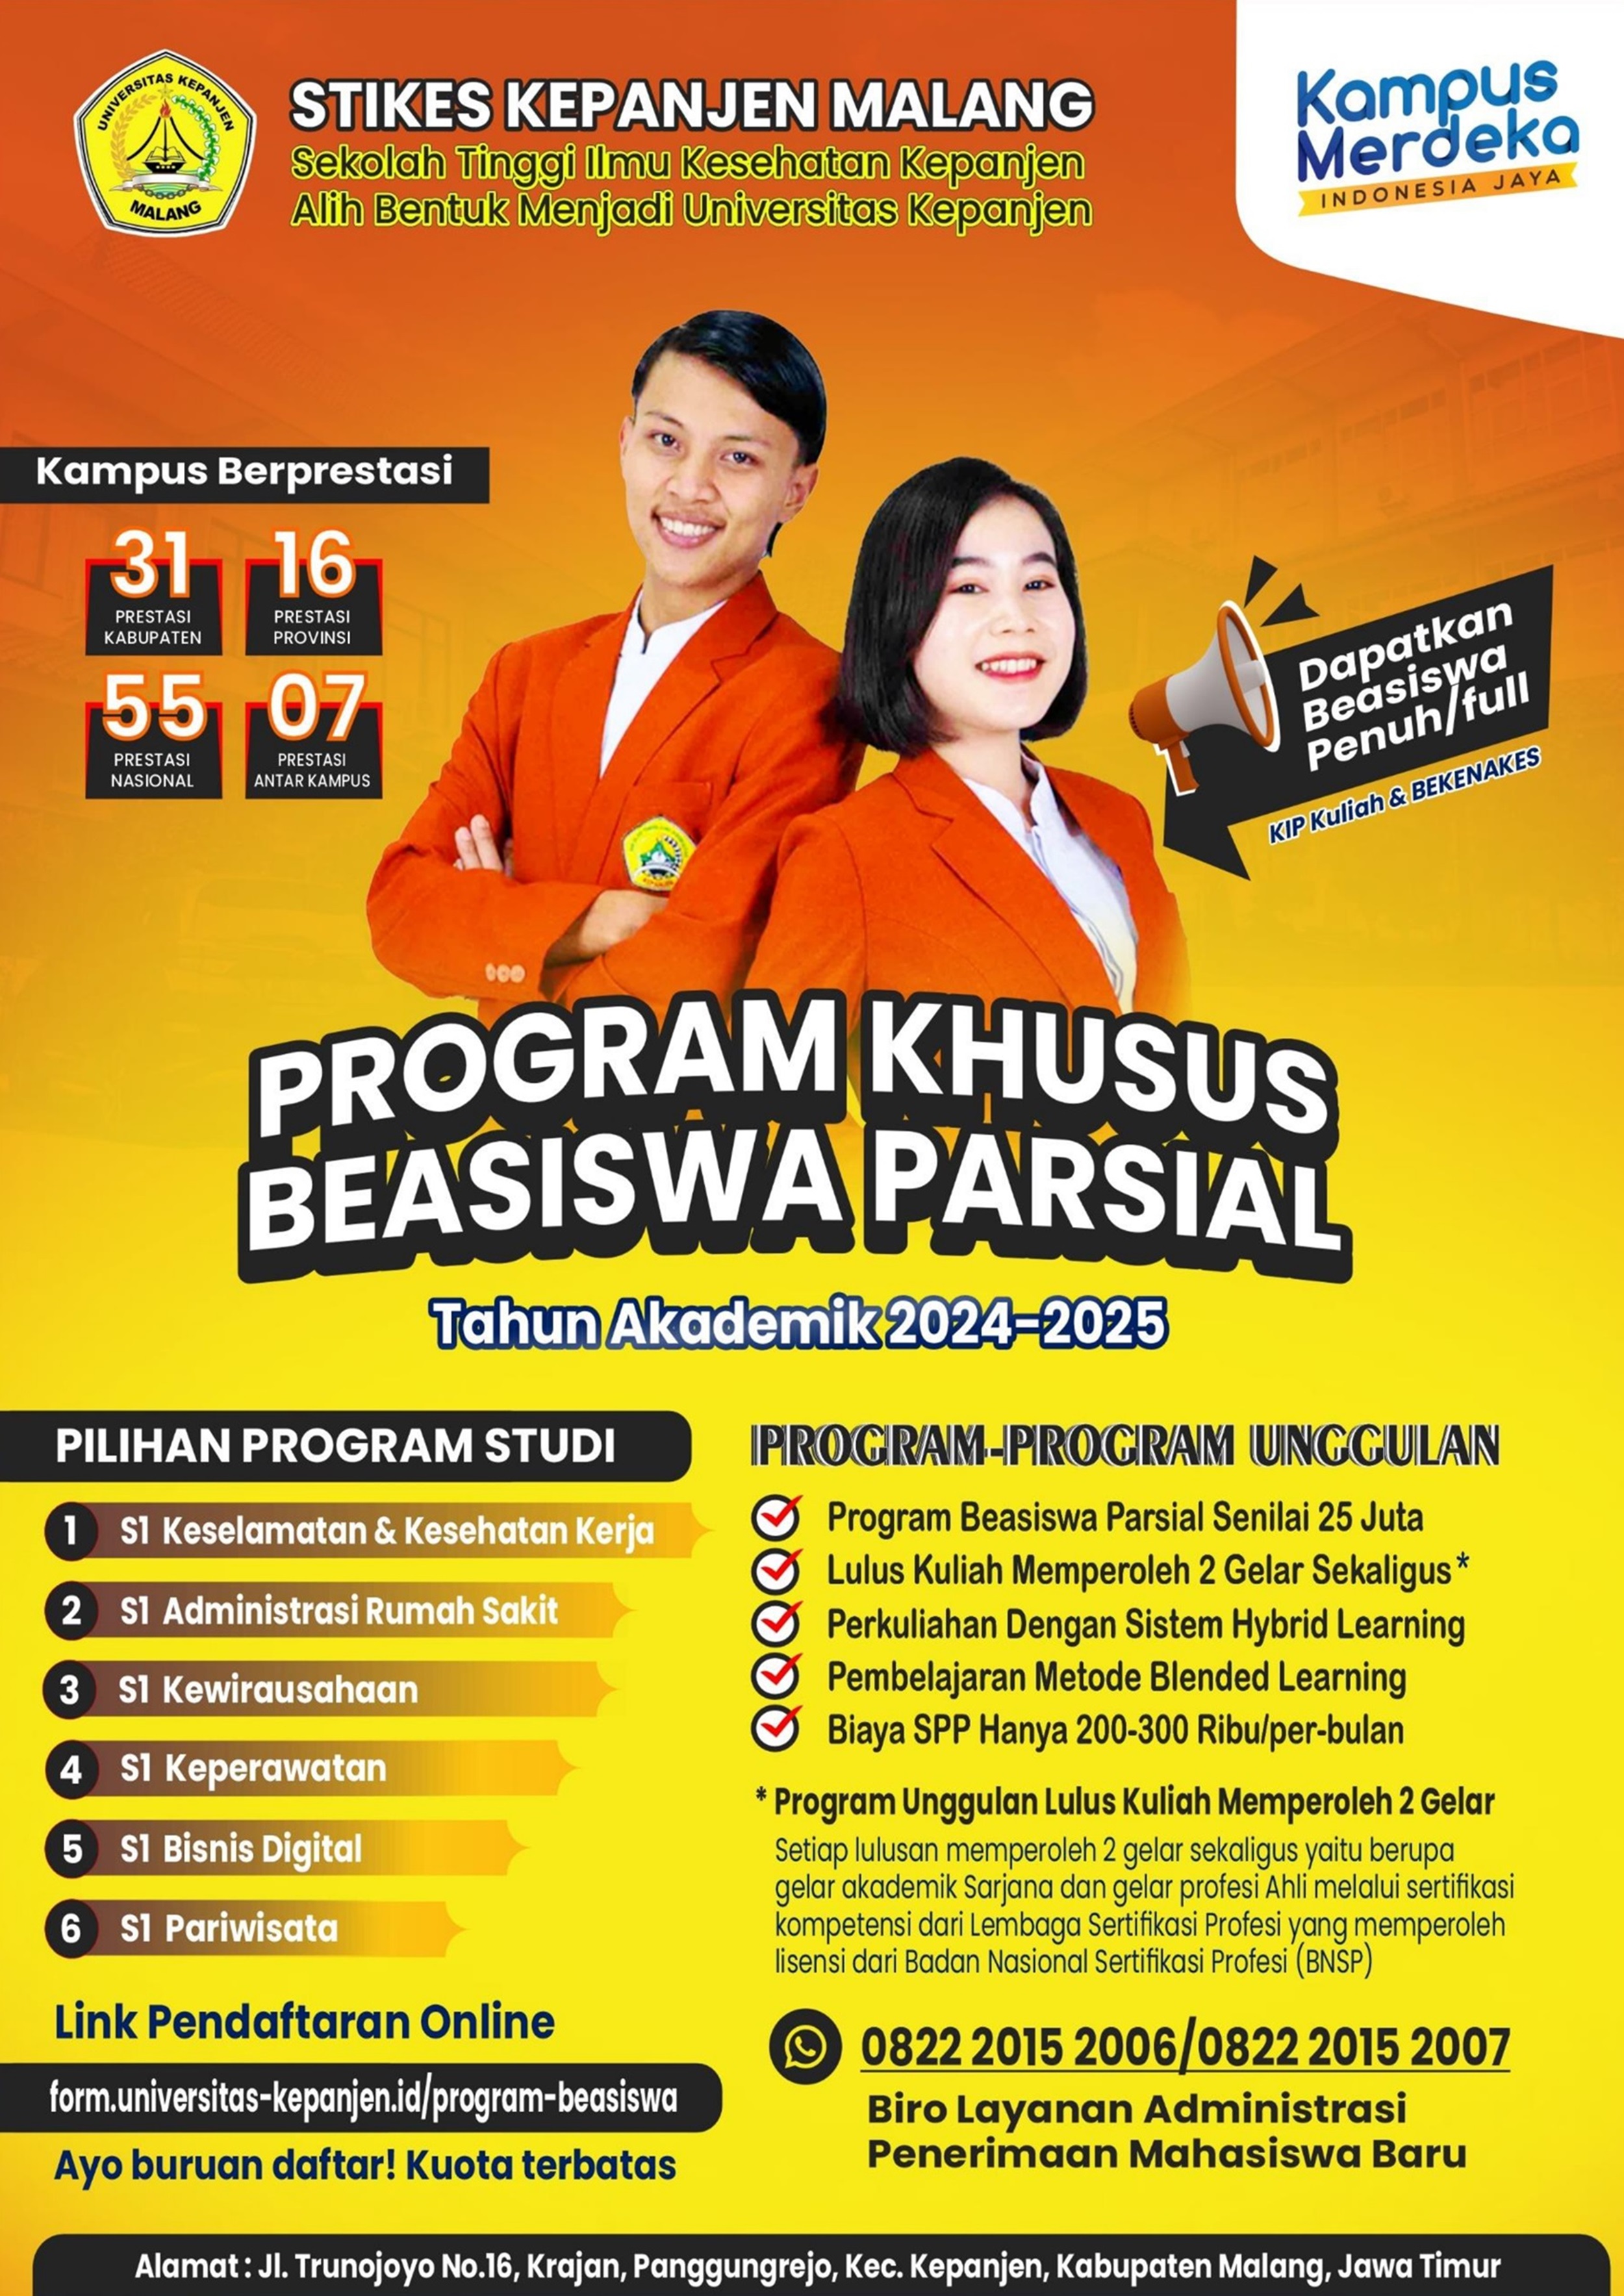 UNIVERSITAS KEPANJEN
MALANG
STIKES KEPANJEN MALANG
Sekolah Tinggi Ilmu Kesehatan Kepanjen
Alih Bentuk Menjadi Universitas Kepanjen
Kampus
Merdeka
INDONESIA JAYA
Kampus Berprestasi
31
PRESTASI
KABUPATEN
16
PRESTASI
PROVINSI
55
PRESTASI
NASIONAL
07
PRESTASI
ANTAR KAMPUS
Dapatkan
Beasiswa
Penuh/full
KIP Kuliah & BEKENAKES
PROGRAM KHUSUS
BEASISWA PARSIAL
Tahun Akademik 2024-2025
PILIHAN PROGRAM STUDI
1 S1 Keselamatan & Kesehatan Kerja
2 S1 Administrasi Rumah Sakit
3 S1 Kewirausahaan
4 S1 Keperawatan
5 S1 Bisnis Digital
6 S1 Pariwisata
Link Pendaftaran Online
form.universitas-kepanjen.id/program-beasiswa
Ayo buruan daftar! Kuota terbatas
PROGRAM-PROGRAM UNGGULAN
Program Beasiswa Parsial Senilai 25 Juta
Lulus Kuliah Memperoleh 2 Gelar Sekaligus*
Perkuliahan Dengan Sistem Hybrid Learning
Pembelajaran Metode Blended Learning
Biaya SPP Hanya 200-300 Ribu/per-bulan
* Program Unggulan Lulus Kuliah Memperoleh 2 Gelar
Setiap lulusan memperoleh 2 gelar sekaligus yaitu berupa
gelar akademik Sarjana dan gelar profesi Ahli melalui sertifikasi
kompetensi dari Lembaga Sertifikasi Profesi yang memperoleh
lisensi dari Badan Nasional Sertifikasi Profesi (BNSP)
0822 2015 2006/0822 2015 2007
Biro Layanan Administrasi
Penerimaan Mahasiswa Baru
Alamat : Jl. Trunojoyo No.16, Krajan, Panggungrejo, Kec. Kepanjen, Kabupaten Malang, Jawa Timur